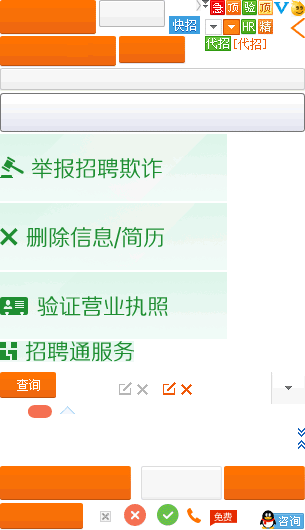 急 顶 验 顶
快招 HR 精
代招 [代招]
举报招聘欺诈
删除信息/简历
验证营业执照
招聘通服务
查询
免费
咨询